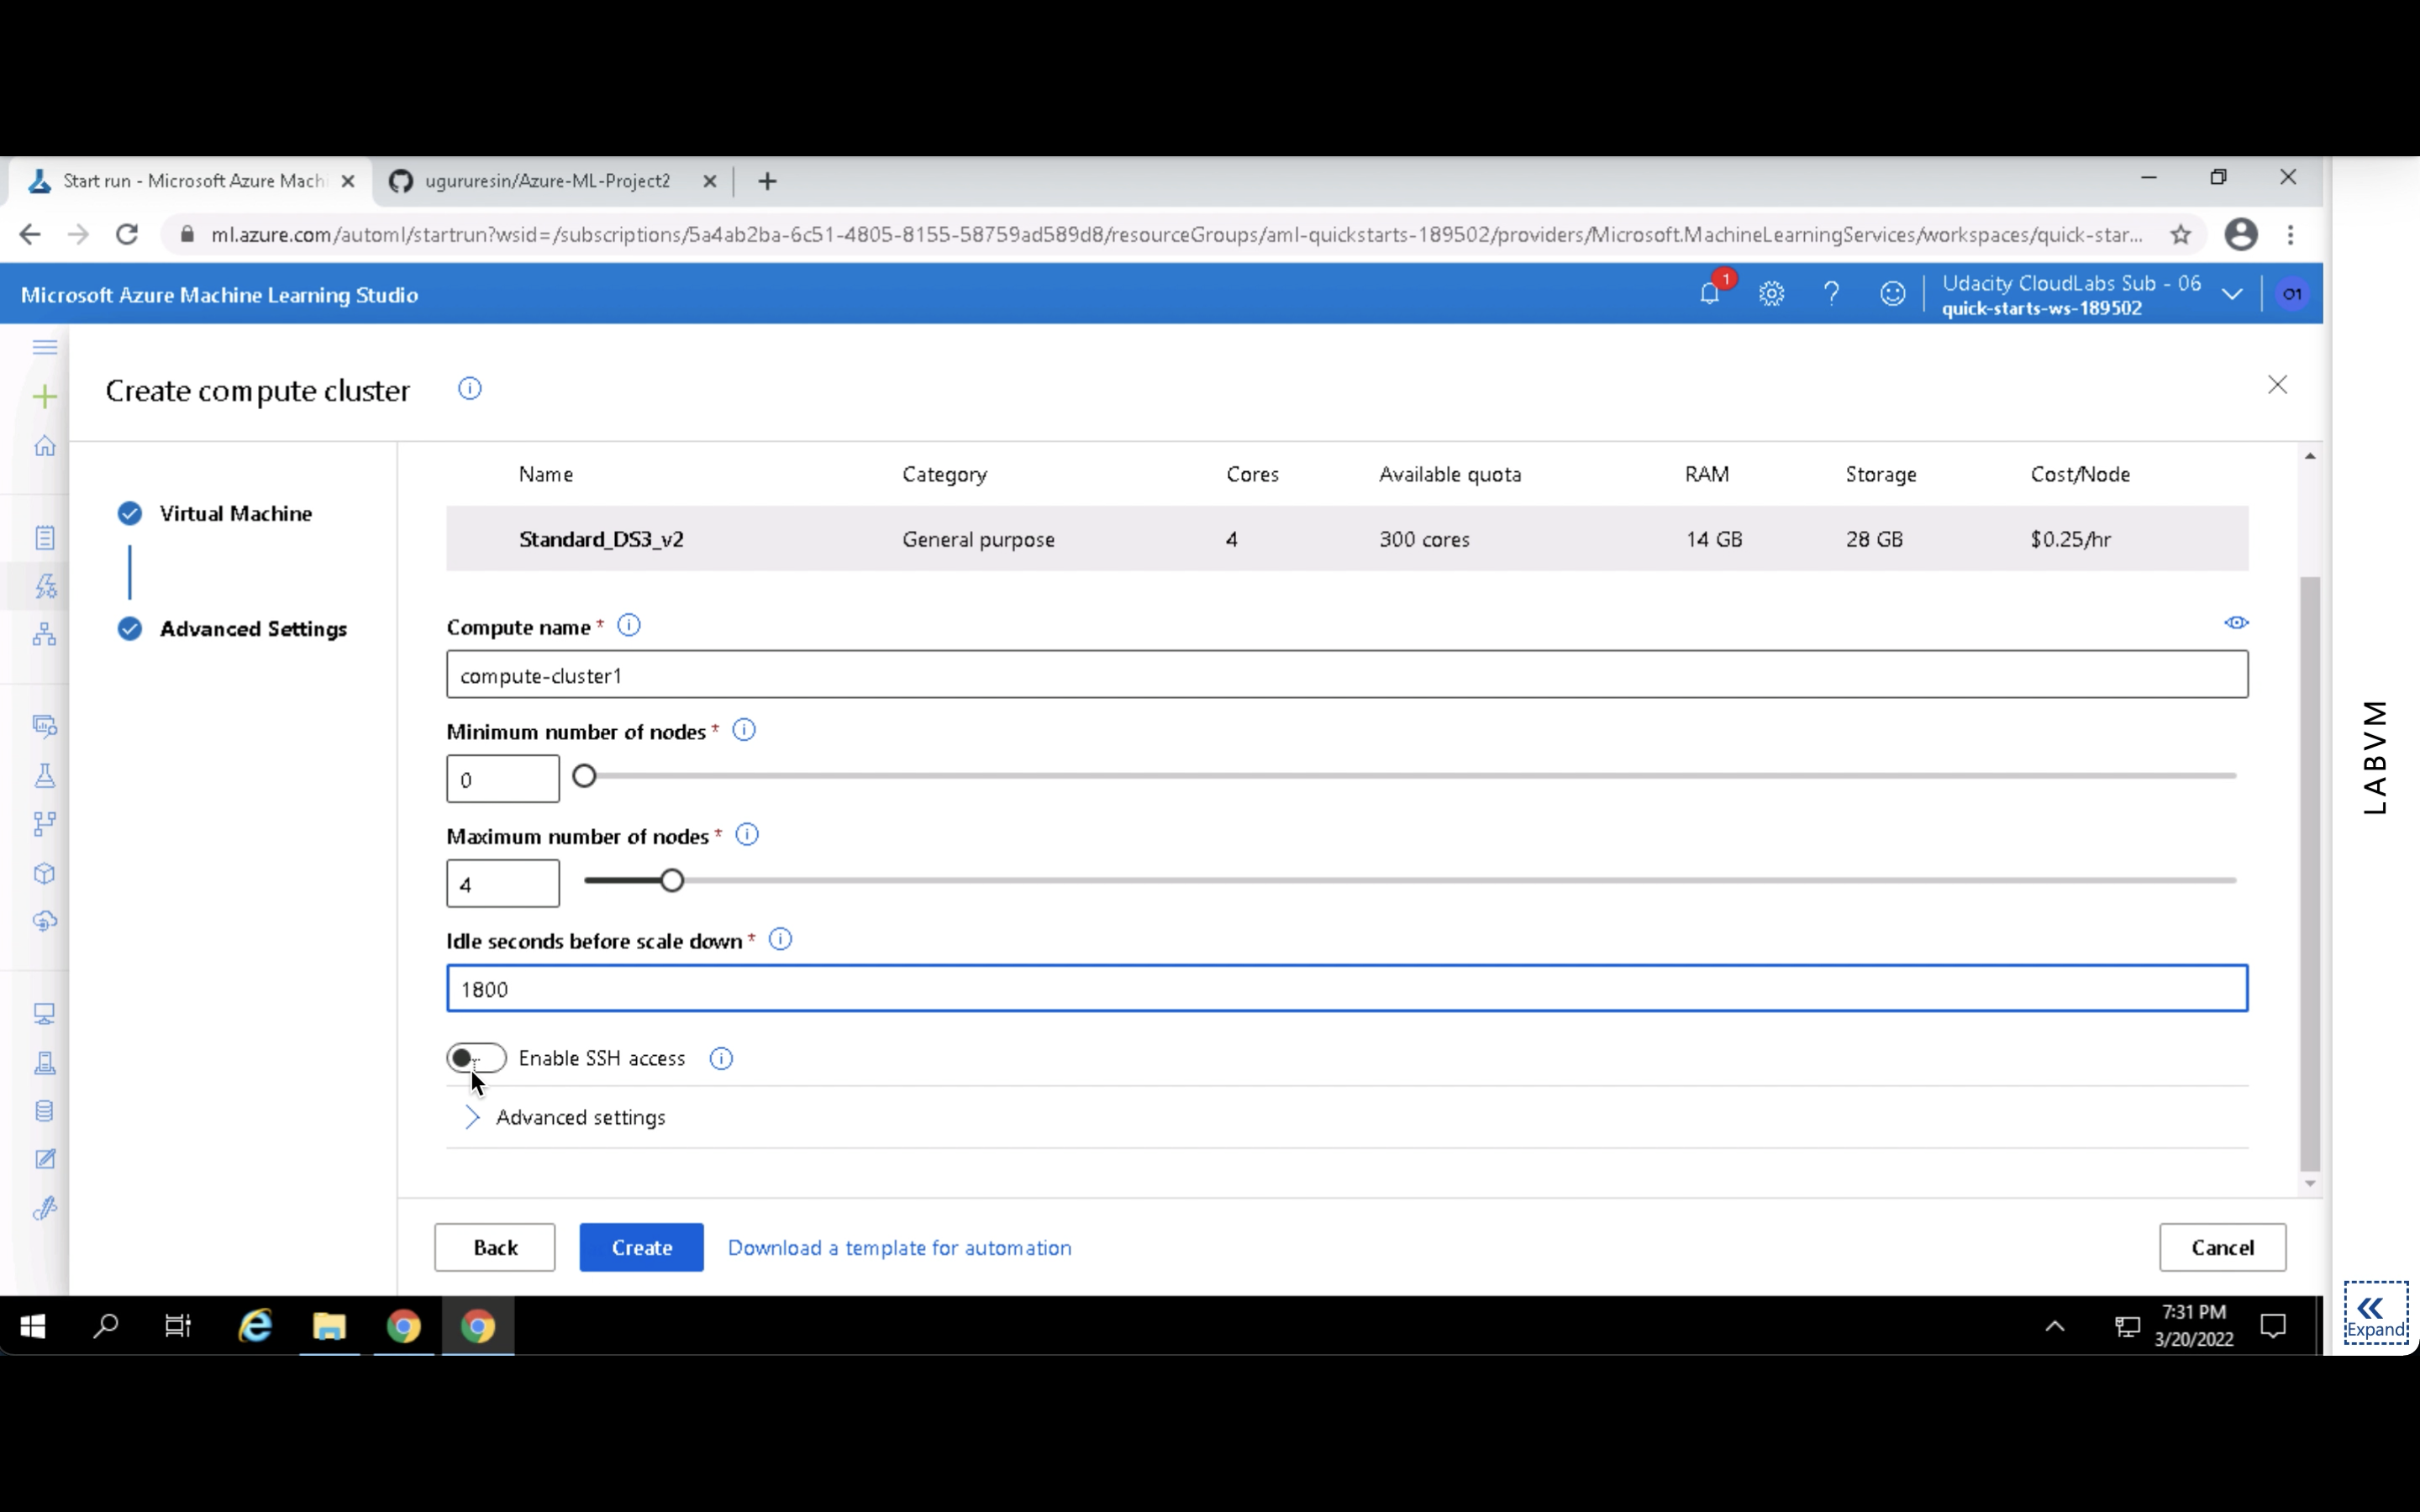 Start run - Microsoft Azure Machi
ugururesin/Azure-ML-Project2
ml.azure.com/automl/startrun?wsid=/subscriptions/5a4ab2ba-6c51-4805-8155-58759ad589d8/resourceGroups/aml-quickstarts-189502/providers/Microsoft.MachineLearningServices/workspaces/quick-star...
Microsoft Azure Machine Learning Studio
1
Udacity CloudLabs Sub - 06
quick-starts-ws-189502
O1
Create compute cluster
Virtual Machine
Advanced Settings
Name Category Cores Available quota RAM Storage Cost/Node
Standard_DS3_v2 General purpose 4 300 cores 14 GB 28 GB $0.25/hr
Compute name *
compute-cluster1
Minimum number of nodes *
0
Maximum number of nodes *
4
Idle seconds before scale down *
1800
Enable SSH access
Advanced settings
Back
Create
Download a template for automation
Cancel
LABVM
Expand
7:31 PM
3/20/2022